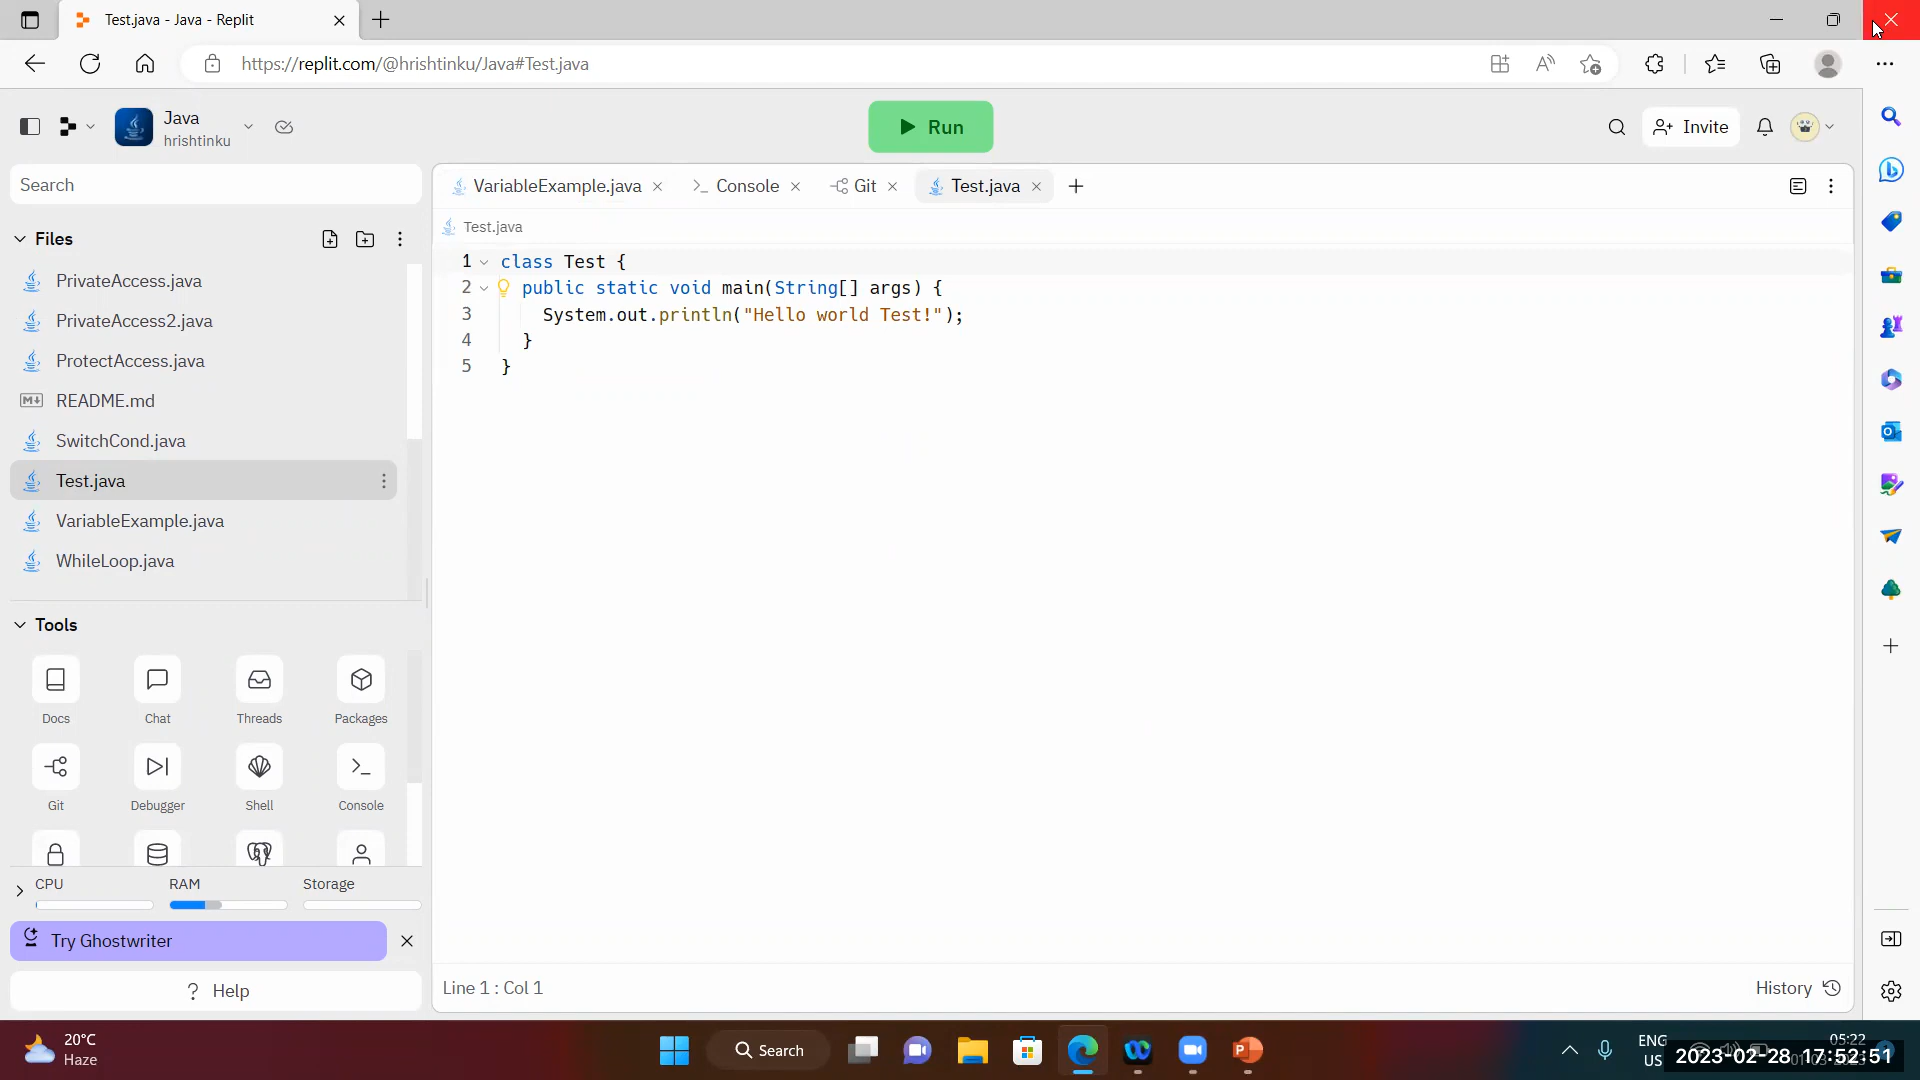 Test.java - Java - Replit
https://replit.com/@hrishtinku/Java#Test.java
Java
hrishtinku
Run
Invite
Search
Files
PrivateAccess.java
PrivateAccess2.java
ProtectAccess.java
README.md
SwitchCond.java
Test.java
VariableExample.java
WhileLoop.java
Tools
Docs
Chat
Threads
Packages
Git
Debugger
Shell
Console
CPU
RAM
Storage
Try Ghostwriter
? Help
VariableExample.java
Console
Git
Test.java
Test.java
1 class Test {
2 public static void main(String[] args) {
3 System.out.println("Hello world Test!");
4 }
5 }
Line 1 : Col 1
History
20°C
Haze
Search
ENG
US
05:22
2023-02-28 17:52:51